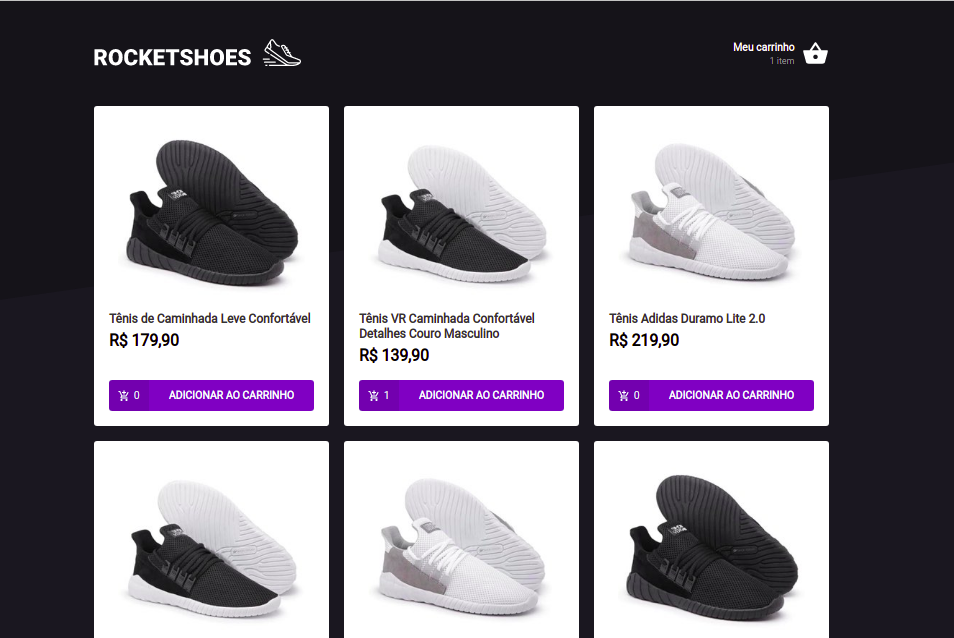 ROCKETSHOES
Meu carrinho
1 item
Tênis de Caminhada Leve Confortável
R$ 179,90
0 ADICIONAR AO CARRINHO
Tênis VR Caminhada Confortável
Detalhes Couro Masculino
R$ 139,90
1 ADICIONAR AO CARRINHO
Tênis Adidas Duramo Lite 2.0
R$ 219,90
0 ADICIONAR AO CARRINHO